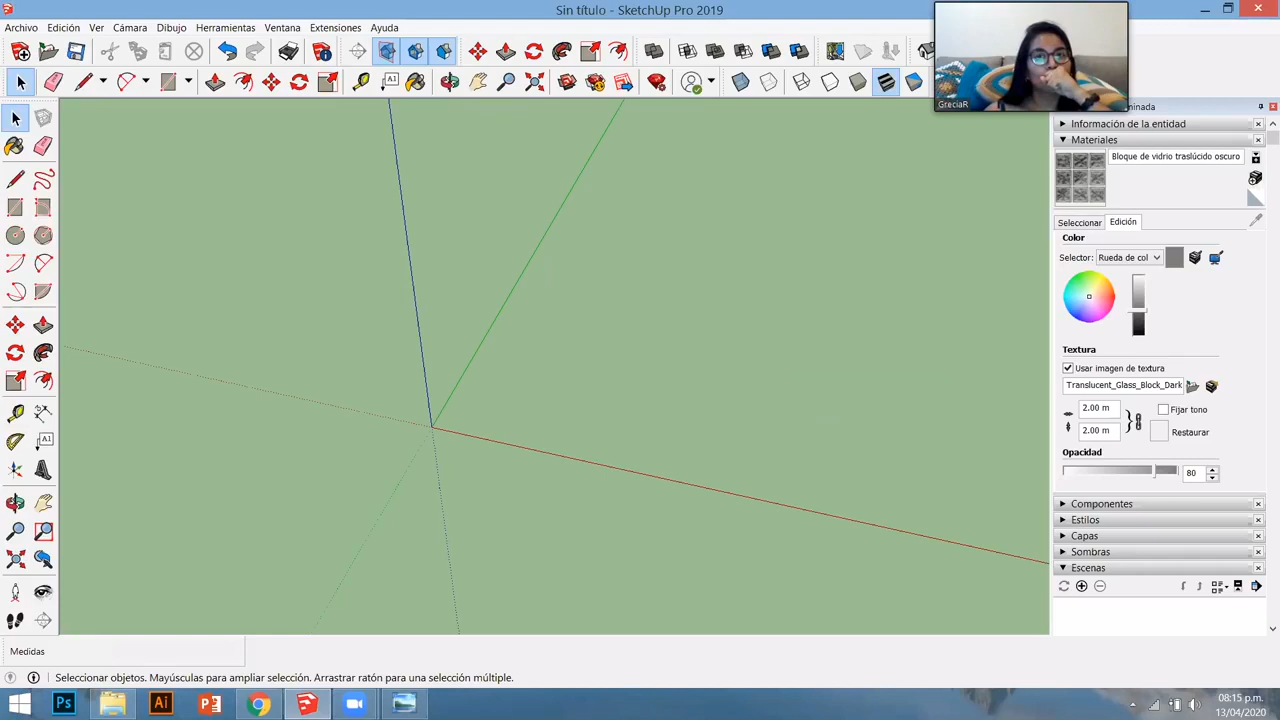 Sin título - SketchUp Pro 2019
Archivo Edición Ver Cámara Dibujo Herramientas Ventana Extensiones Ayuda
GreciaR
minada
Información de la entidad
Materiales
Bloque de vidrio traslúcido oscuro
Seleccionar Edición
Color
Selector: Rueda de col
Textura
Usar imagen de textura
Translucent_Glass_Block_Dark
2.00 m Fijar tono
2.00 m Restaurar
Opacidad
80
Componentes
Estilos
Capas
Sombras
Escenas
Medidas
Seleccionar objetos. Mayúsculas para ampliar selección. Arrastrar ratón para una selección múltiple.
Ps Ai P
08:15 p.m.
13/04/2020